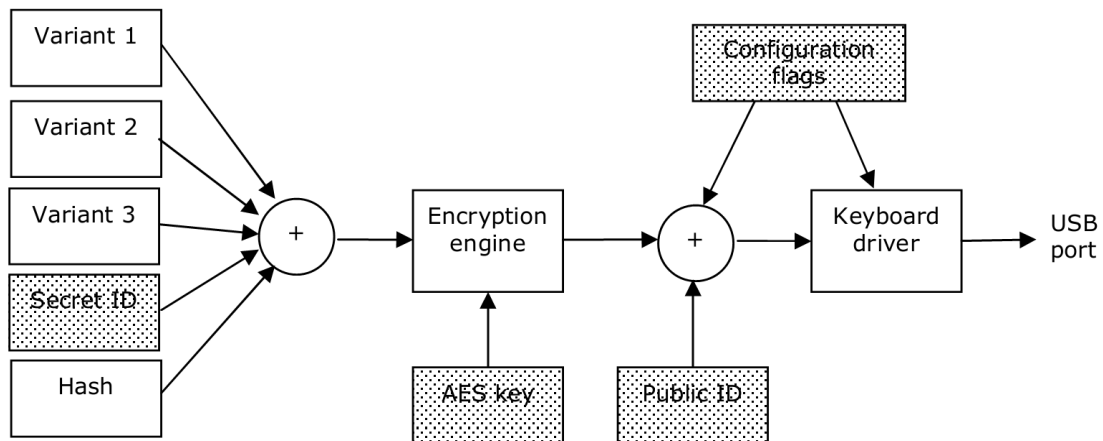 Variant 1
Variant 2
Variant 3
Secret ID
Hash
+
Encryption
engine
AES key
Configuration
flags
+
Public ID
Keyboard
driver
USB
port